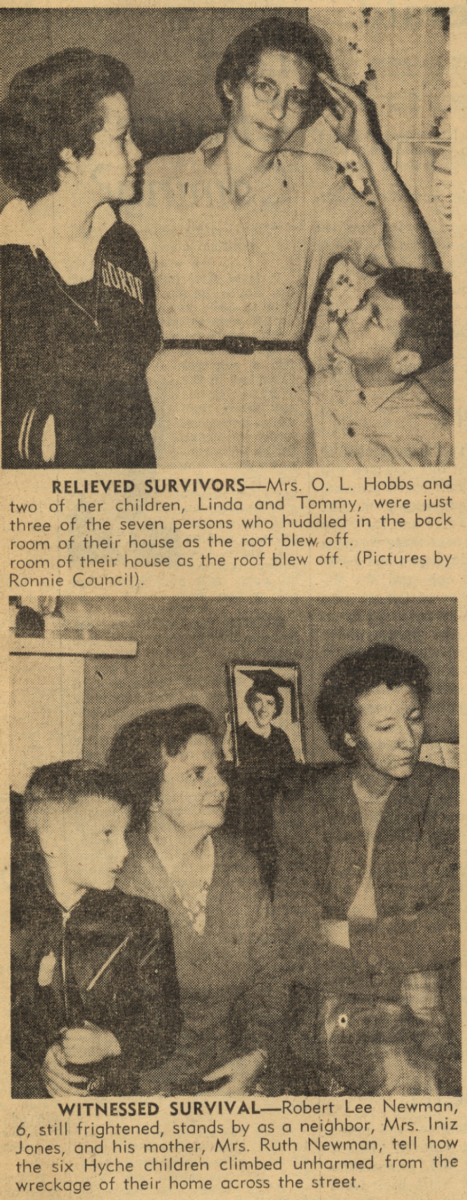 GORDO
RELIEVED SURVIVORS—Mrs. O. L. Hobbs and
two of her children, Linda and Tommy, were just
three of the seven persons who huddled in the back
room of their house as the roof blew off.
room of their house as the roof blew off. (Pictures by
Ronnie Council).
WITNESSED SURVIVAL—Robert Lee Newman,
6, still frightened, stands by as a neighbor, Mrs. Iniz
Jones, and his mother, Mrs. Ruth Newman, tell how
the six Hyche children climbed unharmed from the
wreckage of their home across the street.